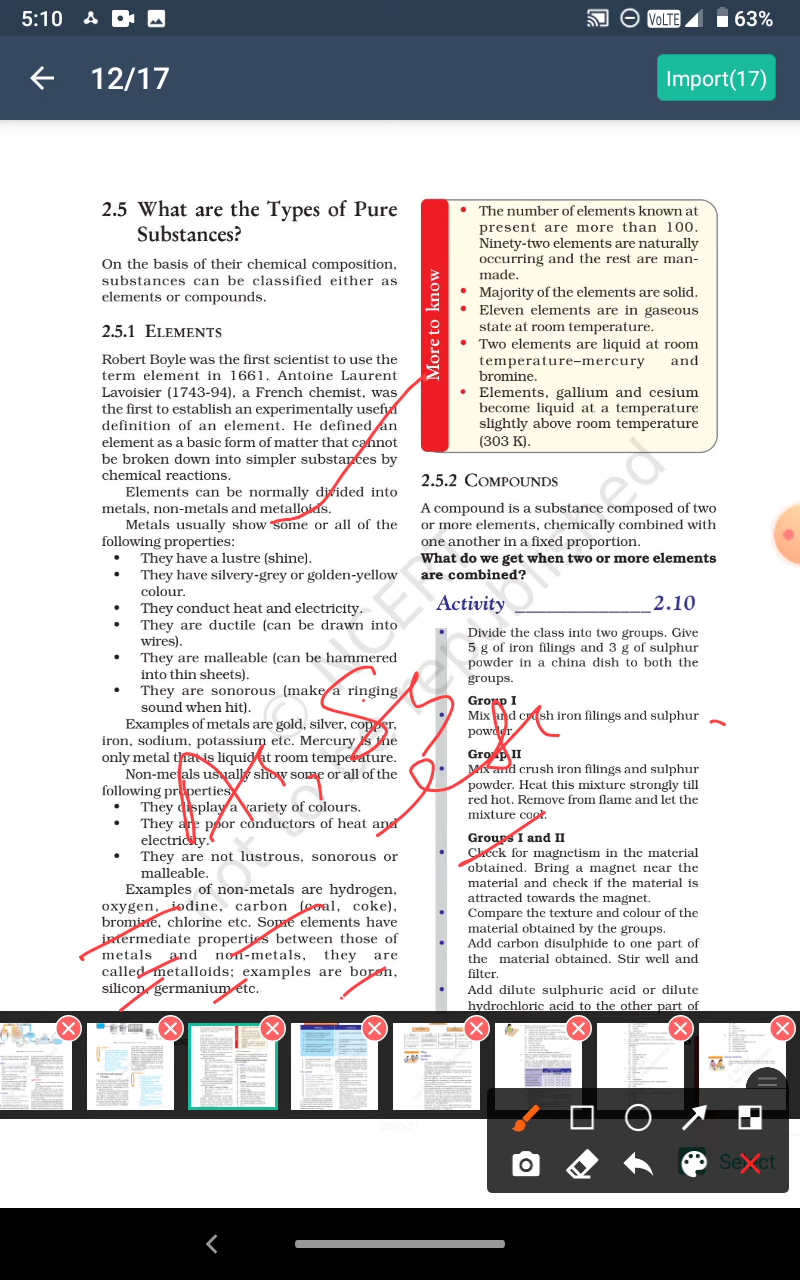 5:10
VoLTE
63%
12/17
Import(17)
2.5 What are the Types of Pure
Substances?
On the basis of their chemical composition,
substances can be classified either as
elements or compounds.
2.5.1 ELEMENTS
Robert Boyle was the first scientist to use the
term element in 1661. Antoine Laurent
Lavoisier (1743-94), a French chemist, was
the first to establish an experimentally useful
definition of an element. He defined an
element as a basic form of matter that cannot
be broken down into simpler substances by
chemical reactions.
Elements can be normally divided into
metals, non-metals and metalloids.
Metals usually show some or all of the
following properties:
• They have a lustre (shine).
• They have silvery-grey or golden-yellow
colour.
• They conduct heat and electricity.
• They are ductile (can be drawn into
wires).
• They are malleable (can be hammered
into thin sheets).
• They are sonorous (make a ringing
sound when hit).
Examples of metals are gold, silver, copper,
iron, sodium, potassium etc. Mercury is the
only metal that is liquid at room temperature.
Non-metals usually show some or all of the
following properties:
• They display a variety of colours.
• They are poor conductors of heat and
electricity.
• They are not lustrous, sonorous or
malleable.
Examples of non-metals are hydrogen,
oxygen, iodine, carbon (coal, coke),
bromine, chlorine etc. Some elements have
intermediate properties between those of
metals and non-metals, they are
called metalloids; examples are boron,
silicon, germanium etc.
More to know
• The number of elements known at
present are more than 100.
Ninety-two elements are naturally
occurring and the rest are man-
made.
• Majority of the elements are solid.
• Eleven elements are in gaseous
state at room temperature.
• Two elements are liquid at room
temperature–mercury and
bromine.
• Elements, gallium and cesium
become liquid at a temperature
slightly above room temperature
(303 K).
2.5.2 COMPOUNDS
A compound is a substance composed of two
or more elements, chemically combined with
one another in a fixed proportion.
What do we get when two or more elements
are combined?
Activity ______________ 2.10
• Divide the class into two groups. Give
5 g of iron filings and 3 g of sulphur
powder in a china dish to both the
groups.
Group I
• Mix and crush iron filings and sulphur
powder.
Group II
• Mix and crush iron filings and sulphur
powder. Heat this mixture strongly till
red hot. Remove from flame and let the
mixture cool.
Groups I and II
• Check for magnetism in the material
obtained. Bring a magnet near the
material and check if the material is
attracted towards the magnet.
• Compare the texture and colour of the
material obtained by the groups.
• Add carbon disulphide to one part of
the material obtained. Stir well and
filter.
• Add dilute sulphuric acid or dilute
hydrochloric acid to the other part of
© NCERT
not to be republished
2020-21
Select